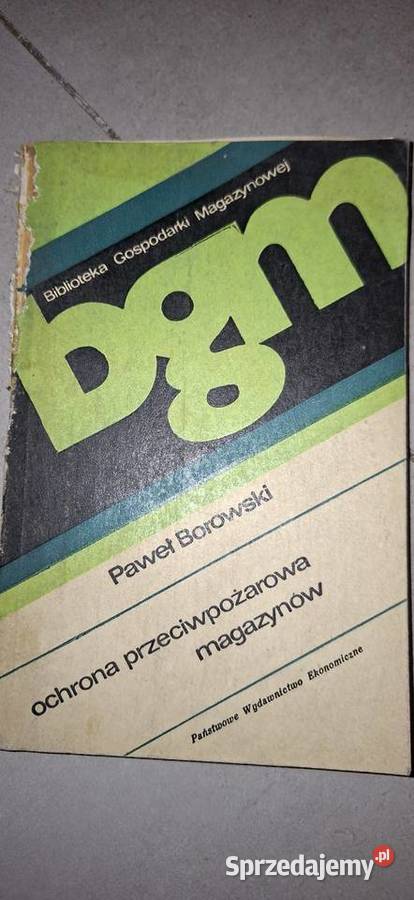 Biblioteka Gospodarki Magazynowej
bgm
Paweł Borowski
ochrona przeciwpożarowa
magazynów
Państwowe Wydawnictwo Ekonomiczne
Sprzedajemy.pl